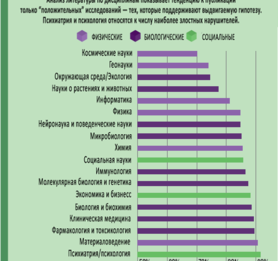 Анализ литературы по дисциплинам показывает тенденцию к публикации
только "положительных" исследований — тех, которые поддерживают выдвигаемую гипотезу.
Психиатрия и психология относятся к числу наиболее злостных нарушителей.
ФИЗИЧЕСКИЕ БИОЛОГИЧЕСКИЕ СОЦИАЛЬНЫЕ
Космические науки
Геонауки
Окружающая среда/Экология
Науки о растениях и животных
Информатика
Физика
Нейронаука и поведенческие науки
Микробиология
Химия
Социальные науки
Иммунология
Молекулярная биология и генетика
Экономика и бизнесс
Биология и биохимия
Клиническая медицина
Фармакология и токсикология
Материаловедение
Психиатрия/психология